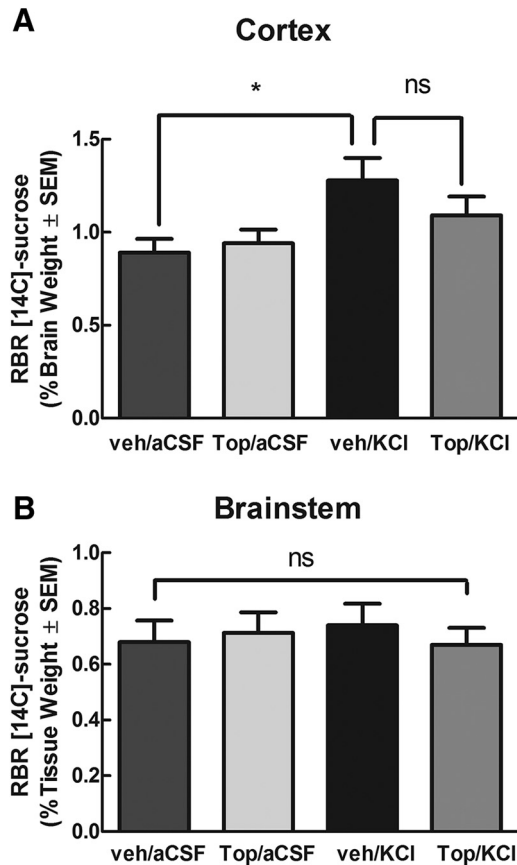 A
Cortex
*
ns
RBR [14C]-sucrose
(%Brain Weight ± SEM)
1.5
1.0
0.5
0.0
veh/aCSF Top/aCSF veh/KCl Top/KCl
B
Brainstem
ns
RBR [14C]-sucrose
(%Tissue Weight ± SEM)
1.0
0.8
0.6
0.4
0.2
0.0
veh/aCSF Top/aCSF veh/KCl Top/KCl